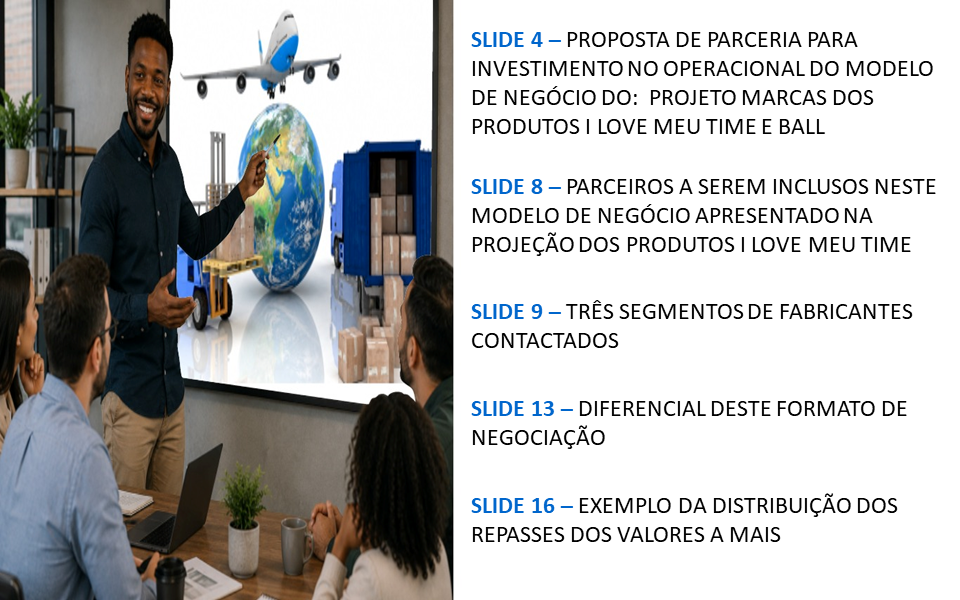 SLIDE 4 – PROPOSTA DE PARCERIA PARA
INVESTIMENTO NO OPERACIONAL DO MODELO
DE NEGÓCIO DO: PROJETO MARCAS DOS
PRODUTOS I LOVE MEU TIME E BALL
SLIDE 8 – PARCEIROS A SEREM INCLUSOS NESTE
MODELO DE NEGÓCIO APRESENTADO NA
PROJEÇÃO DOS PRODUTOS I LOVE MEU TIME
SLIDE 9 – TRÊS SEGMENTOS DE FABRICANTES
CONTACTADOS
SLIDE 13 – DIFERENCIAL DESTE FORMATO DE
NEGOCIAÇÃO
SLIDE 16 – EXEMPLO DA DISTRIBUIÇÃO DOS
REPASSES DOS VALORES A MAIS